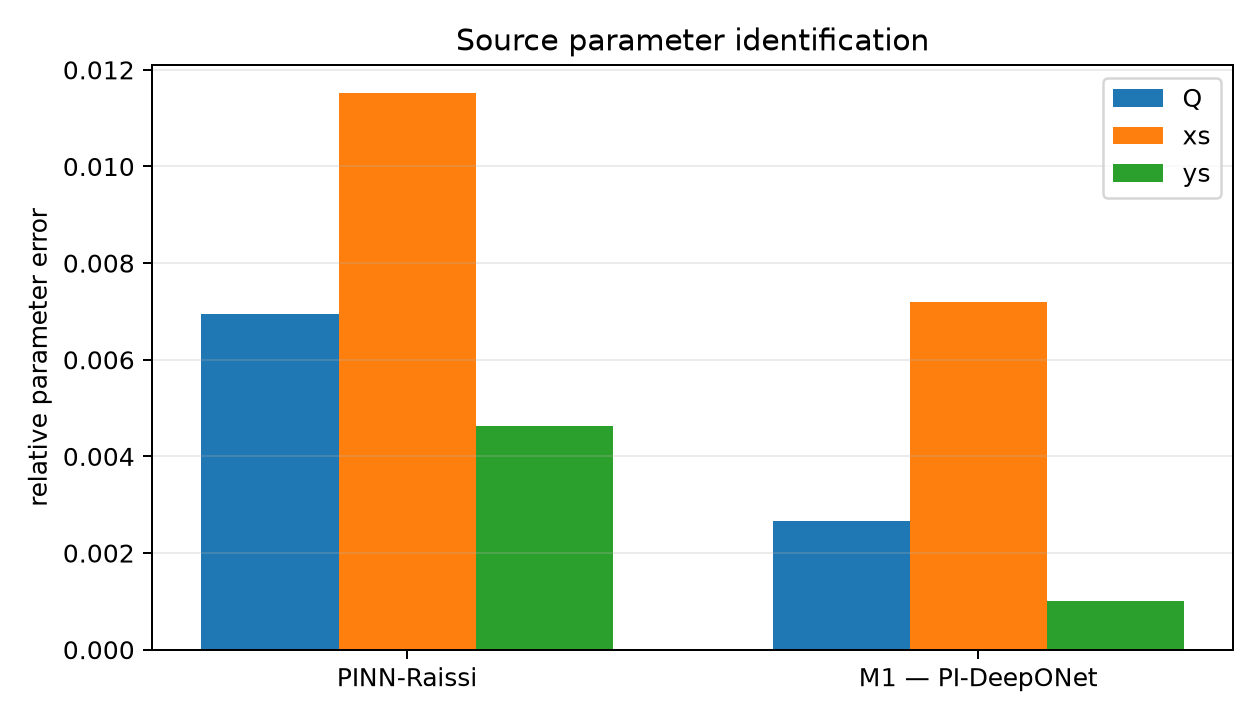 Source parameter identification
0.012
0.010
0.008
0.006
0.004
0.002
0.000
relative parameter error
Q
xs
ys
PINN-Raissi
M1 — PI-DeepONet